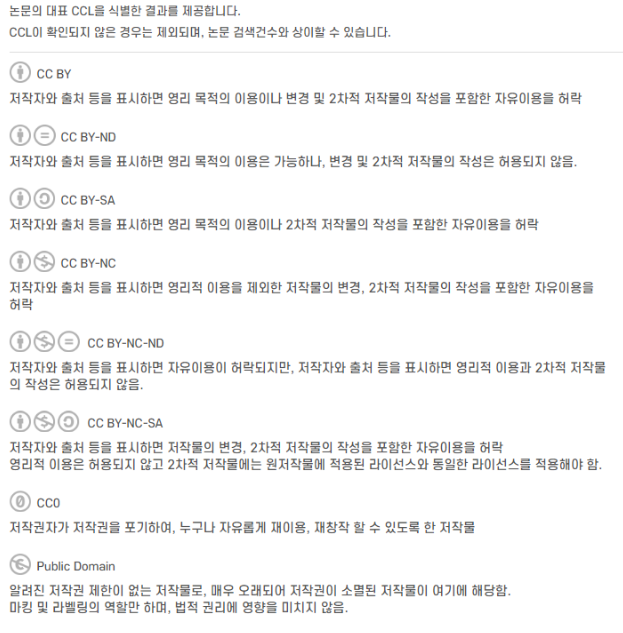 논문의 대표 CCL을 식별한 결과를 제공합니다.
CCL이 확인되지 않은 경우는 제외되며, 논문 검색건수와 상이할 수 있습니다.
CC BY
저작자와 출처 등을 표시하면 영리 목적의 이용이나 변경 및 2차적 저작물의 작성을 포함한 자유이용을 허락
CC BY-ND
저작자와 출처 등을 표시하면 영리 목적의 이용은 가능하나, 변경 및 2차적 저작물의 작성은 허용되지 않음.
CC BY-SA
저작자와 출처 등을 표시하면 영리 목적의 이용이나 2차적 저작물의 작성을 포함한 자유이용을 허락
CC BY-NC
저작자와 출처 등을 표시하면 영리적 이용을 제외한 저작물의 변경, 2차적 저작물의 작성을 포함한 자유이용을
허락
CC BY-NC-ND
저작자와 출처 등을 표시하면 자유이용이 허락되지만, 저작자와 출처 등을 표시하면 영리적 이용과 2차적 저작물
의 작성은 허용되지 않음.
CC BY-NC-SA
저작자와 출처 등을 표시하면 저작물의 변경, 2차적 저작물의 작성을 포함한 자유이용을 허락
영리적 이용은 허용되지 않고 2차적 저작물에는 원저작물에 적용된 라이선스와 동일한 라이선스를 적용해야 함.
CC0
저작권자가 저작권을 포기하여, 누구나 자유롭게 재이용, 재창작 할 수 있도록 한 저작물
Public Domain
알려진 저작권 제한이 없는 저작물로, 매우 오래되어 저작권이 소멸된 저작물이 여기에 해당함.
마킹 및 라벨링의 역할만 하며, 법적 권리에 영향을 미치지 않음.